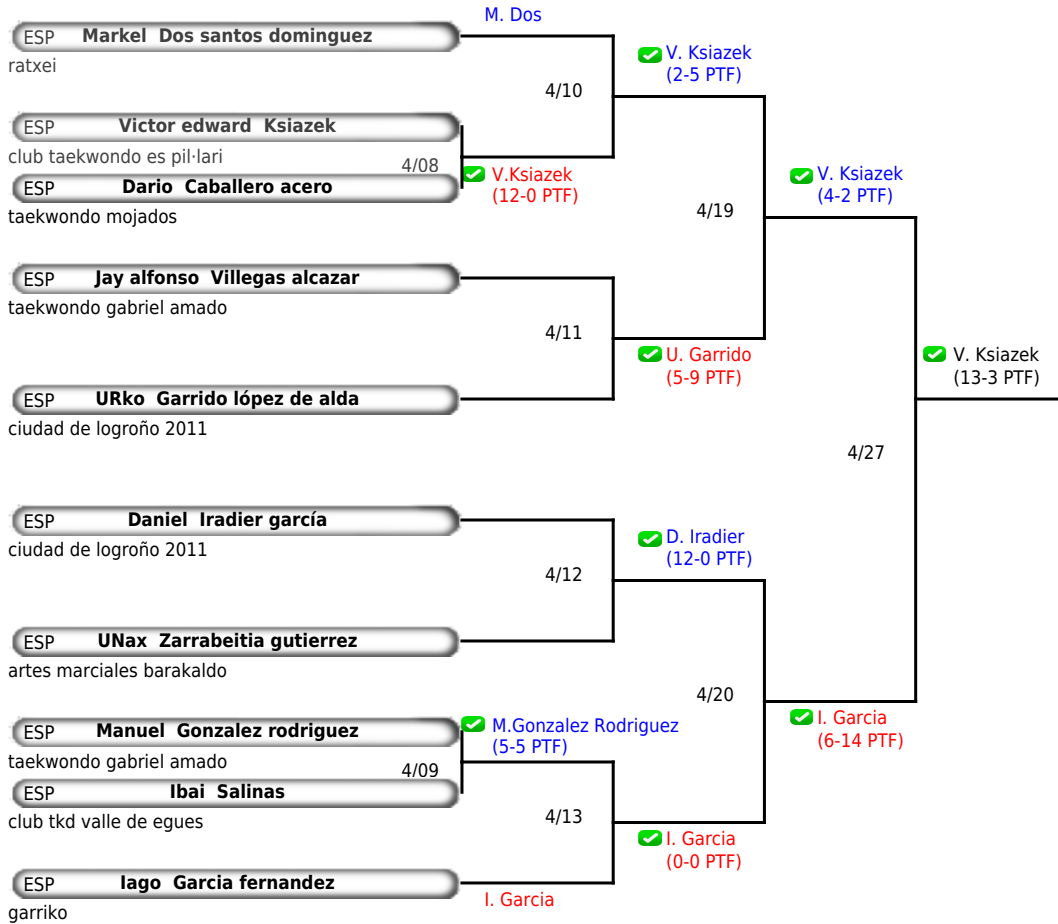 M. Dos
ESP Markel Dos santos dominguez
ratxei
V. Ksiazek
(2-5 PTF)
4/10
ESP Victor edward Ksiazek
club taekwondo es pil·lari
4/08
V.Ksiazek
(12-0 PTF)
ESP Dario Caballero acero
taekwondo mojados
V. Ksiazek
(4-2 PTF)
4/19
ESP Jay alfonso Villegas alcazar
taekwondo gabriel amado
4/11
U. Garrido
(5-9 PTF)
V. Ksiazek
(13-3 PTF)
ESP URko Garrido lópez de alda
ciudad de logroño 2011
4/27
ESP Daniel Iradier garcía
ciudad de logroño 2011
D. Iradier
(12-0 PTF)
4/12
ESP UNax Zarrabeitia gutierrez
artes marciales barakaldo
4/20
I. Garcia
(6-14 PTF)
ESP Manuel Gonzalez rodriguez
taekwondo gabriel amado
M.Gonzalez Rodriguez
(5-5 PTF)
4/09
ESP Ibai Salinas
club tkd valle de egues
4/13
I. Garcia
(0-0 PTF)
ESP Iago Garcia fernandez
garriko
I. Garcia